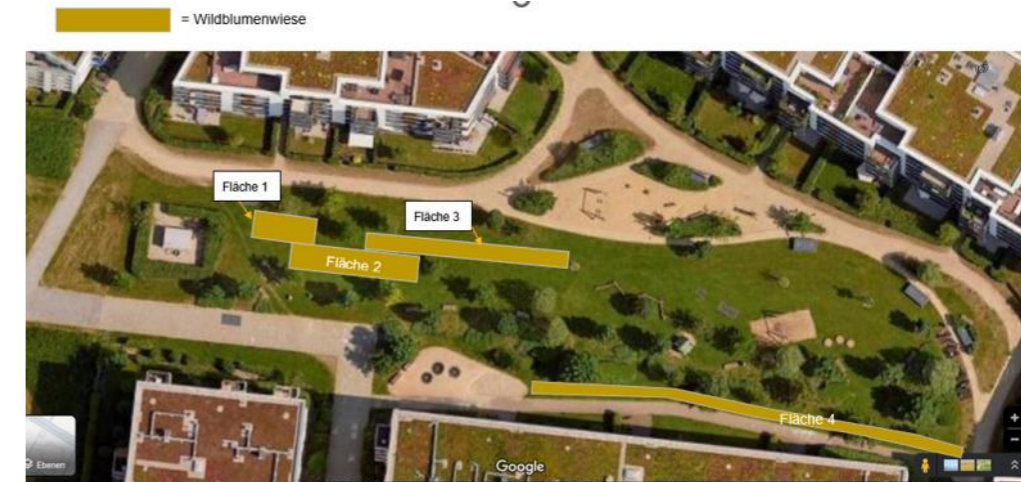 = Wildblumenwiese
Fläche 1
Fläche 3
Fläche 2
Fläche 4
Ebenen
Google